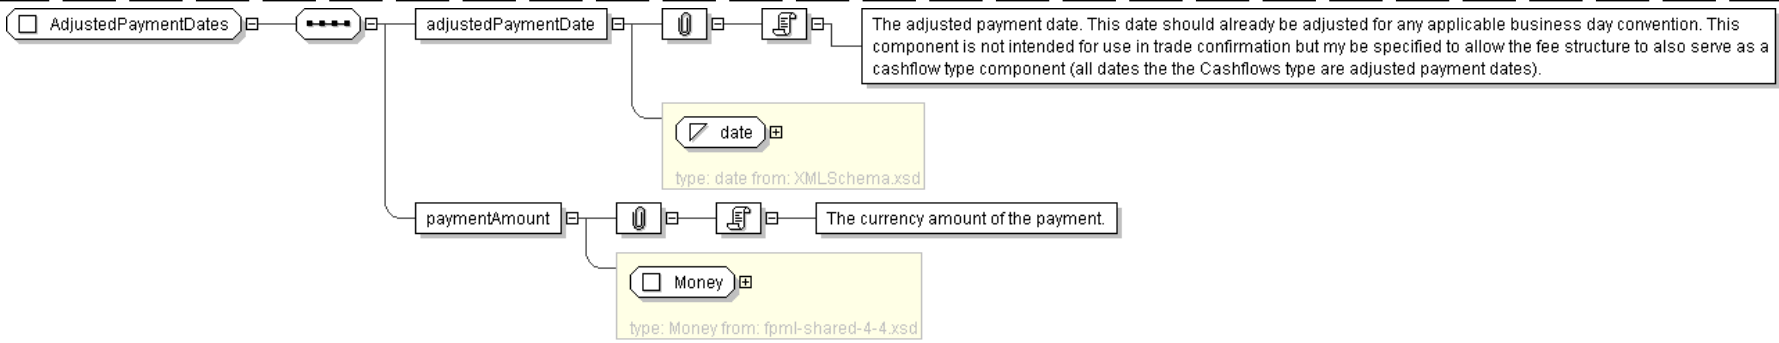 AdjustedPaymentDates
adjustedPaymentDate
The adjusted payment date. This date should already be adjusted for any applicable business day convention. This
component is not intended for use in trade confirmation but my be specified to allow the fee structure to also serve as a
cashflow type component (all dates the the Cashflows type are adjusted payment dates).
date
type: date from: XMLSchema.xsd
paymentAmount
The currency amount of the payment.
Money
type: Money from: fpml-shared-4-4.xsd